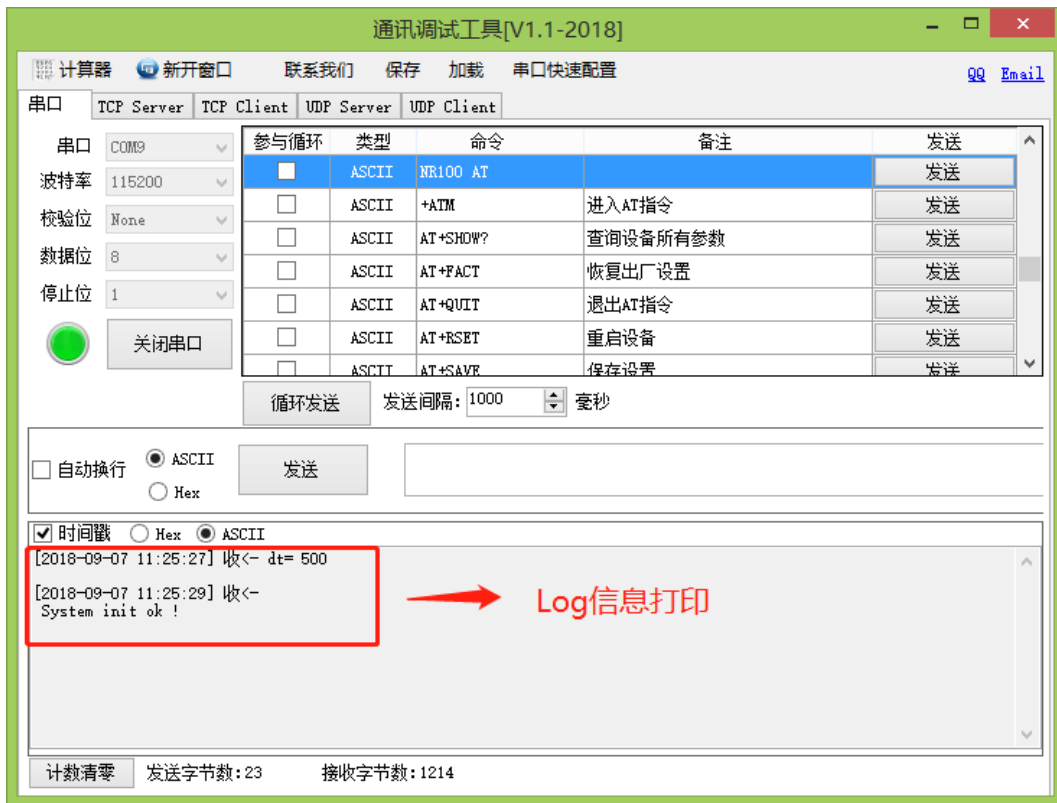 通讯调试工具[V1.1-2018]
计算器 新开窗口 联系我们 保存 加载 串口快速配置 QQ Email
串口 TCP Server TCP Client UDP Server UDP Client
串口 COM9
波特率 115200
校验位 None
数据位 8
停止位 1
关闭串口
参与循环 类型 命令 备注 发送
ASCII NR100 AT 发送
ASCII +ATM 进入AT指令 发送
ASCII AT+SHOW? 查询设备所有参数 发送
ASCII AT+FACT 恢复出厂设置 发送
ASCII AT+QUIT 退出AT指令 发送
ASCII AT+RSET 重启设备 发送
ASCII AT+SAVE 保存设置 发送
循环发送 发送间隔: 1000 毫秒
自动换行 ASCII Hex 发送
时间戳 Hex ASCII
[2018-09-07 11:25:27] 收<- dt= 500
[2018-09-07 11:25:29] 收<-
System init ok !
Log信息打印
计数清零 发送字节数:23 接收字节数:1214